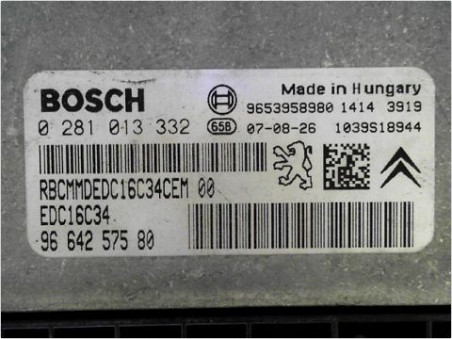 BOSCH
Made in Hungary
9653958980 1414 3919
0 281 013 332 65B 07-08-26 1039S18944
RBCMMDEDC16C34CEM 00
EDC16C34
96 642 575 80